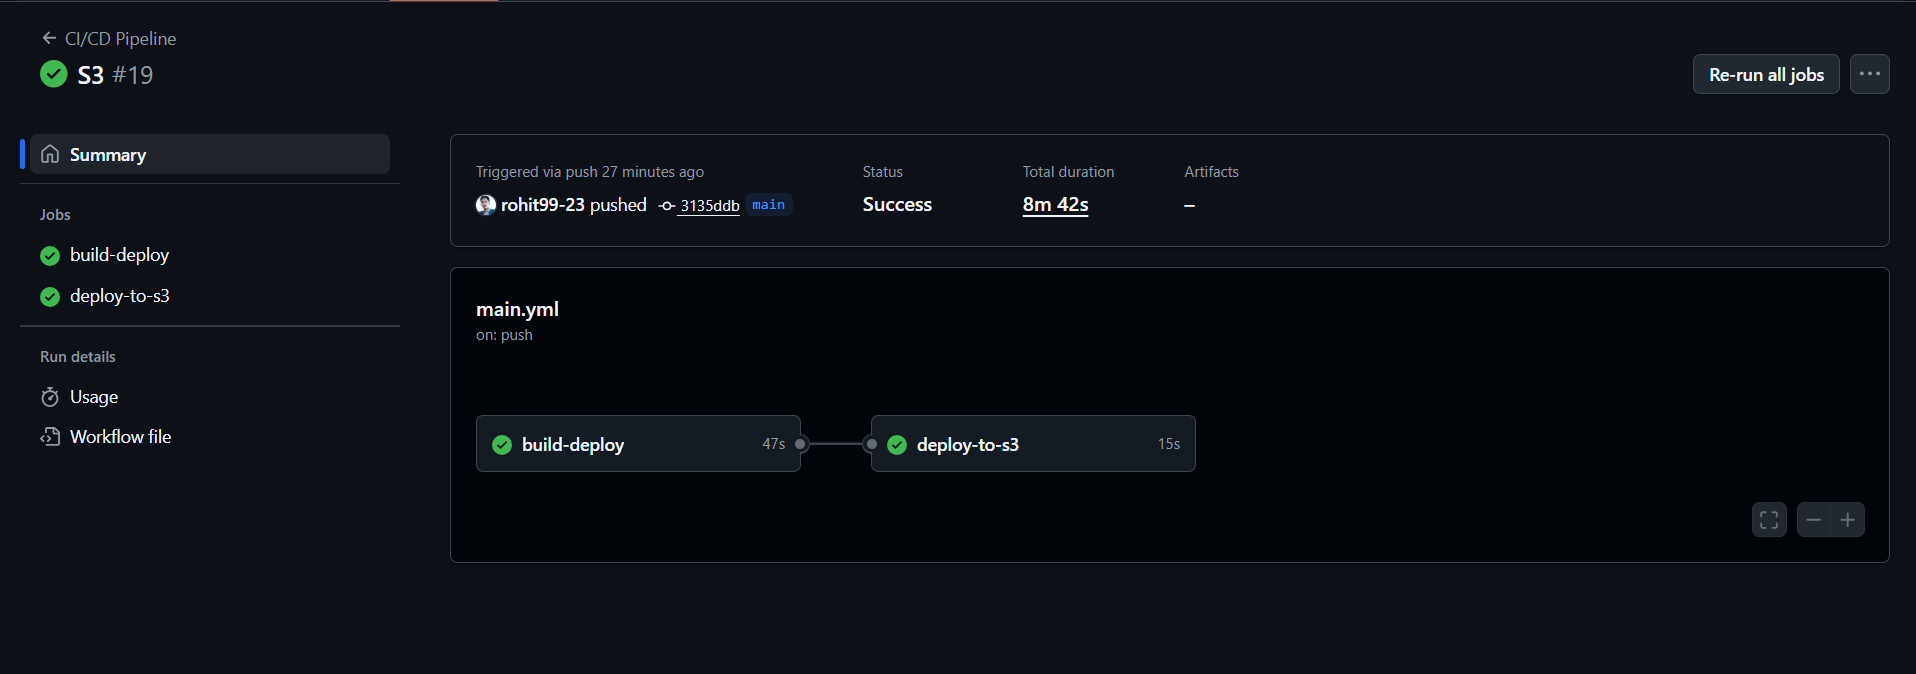 ← CI/CD Pipeline
S3 #19
Re-run all jobs
Summary
Jobs
build-deploy
deploy-to-s3
Run details
Usage
Workflow file
Triggered via push 27 minutes ago
rohit99-23 pushed 3135ddb main
Status
Success
Total duration
8m 42s
Artifacts
–
main.yml
on: push
build-deploy 47s
deploy-to-s3 15s